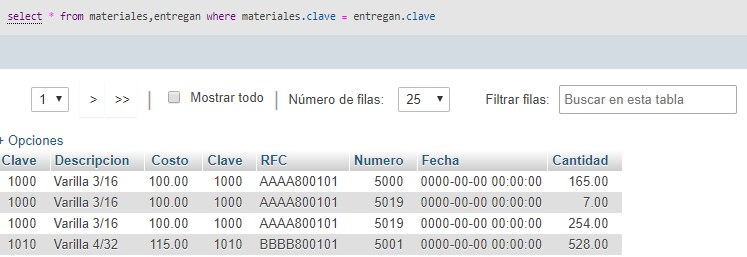 select * from materiales,entregan where materiales.clave = entregan.clave
1 > >> Mostrar todo Número de filas: 25 Filtrar filas: Buscar en esta tabla
+ Opciones
Clave Descripcion Costo Clave RFC Numero Fecha Cantidad
1000 Varilla 3/16 100.00 1000 AAAA800101 5000 0000-00-00 00:00:00 165.00
1000 Varilla 3/16 100.00 1000 AAAA800101 5019 0000-00-00 00:00:00 7.00
1000 Varilla 3/16 100.00 1000 AAAA800101 5019 0000-00-00 00:00:00 254.00
1010 Varilla 4/32 115.00 1010 BBBB800101 5001 0000-00-00 00:00:00 528.00